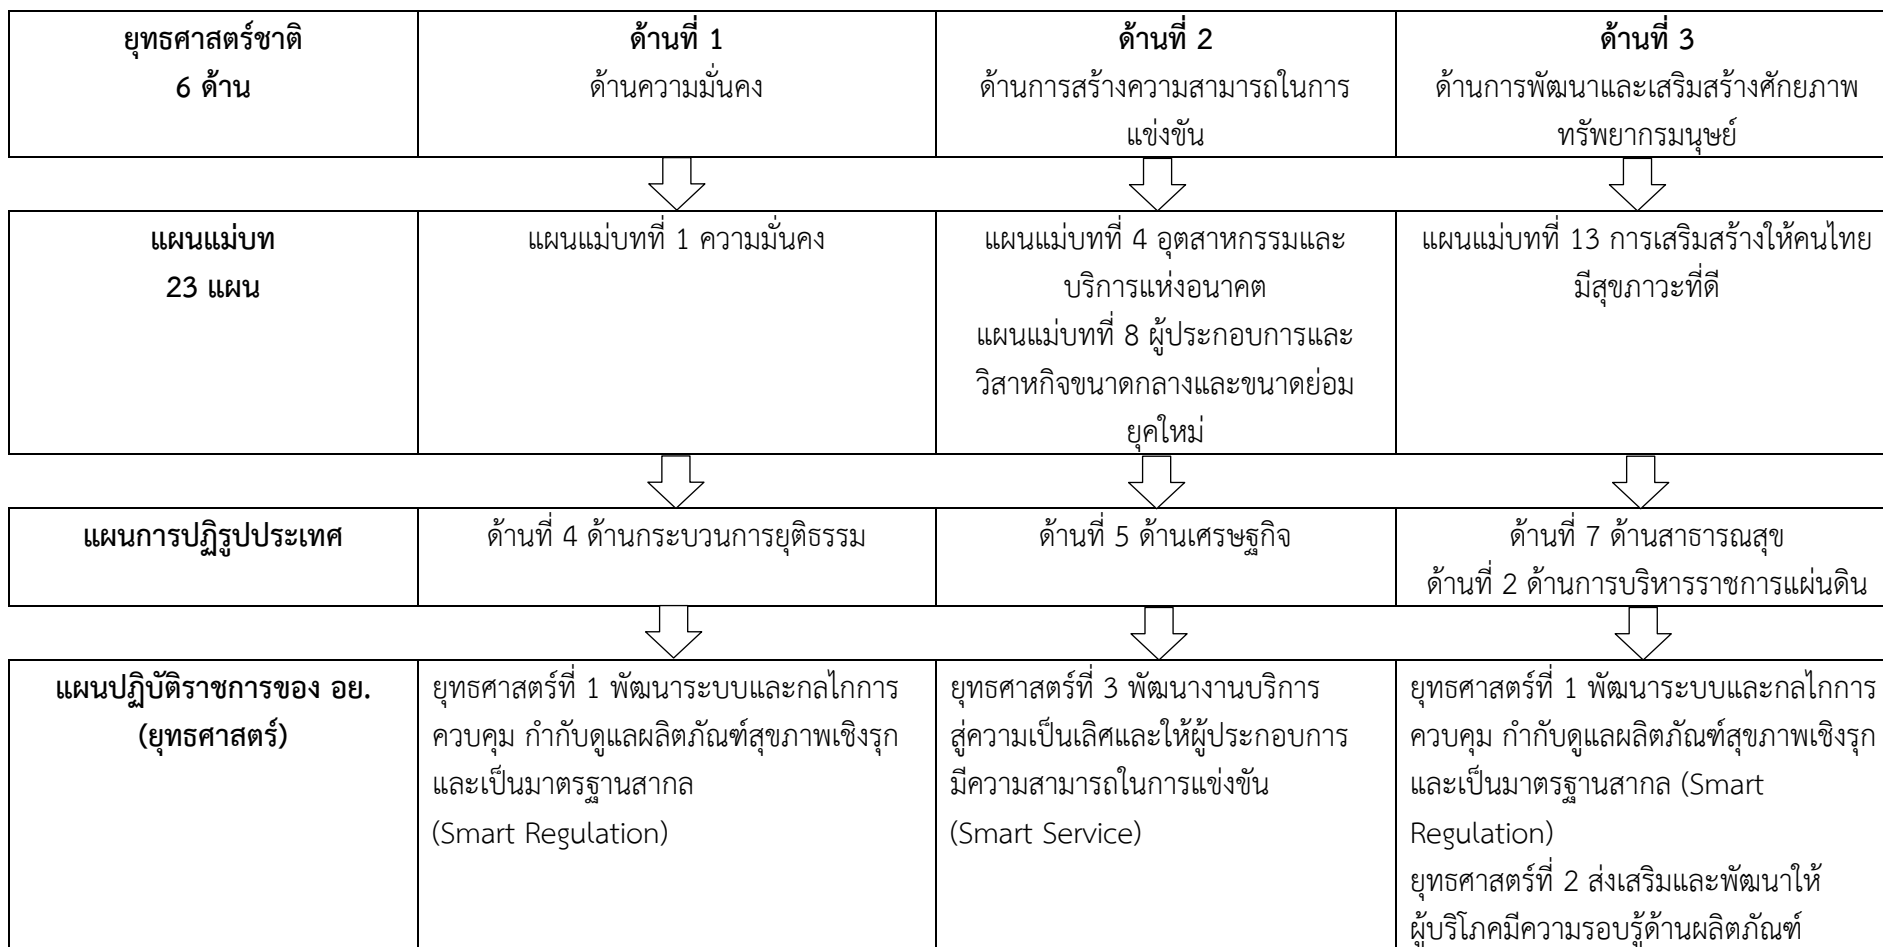 ยุทธศาสตร์ชาติ
6 ด้าน
ด้านที่ 1
ด้านความมั่นคง
ด้านที่ 2
ด้านการสร้างความสามารถในการ
แข่งขัน
ด้านที่ 3
ด้านการพัฒนาและเสริมสร้างศักยภาพ
ทรัพยากรมนุษย์
แผนแม่บท
23 แผน
แผนแม่บทที่ 1 ความมั่นคง
แผนแม่บทที่ 4 อุตสาหกรรมและ
บริการแห่งอนาคต
แผนแม่บทที่ 8 ผู้ประกอบการและ
วิสาหกิจขนาดกลางและขนาดย่อม
ยุคใหม่
แผนแม่บทที่ 13 การเสริมสร้างให้คนไทย
มีสุขภาวะที่ดี
แผนการปฏิรูปประเทศ
ด้านที่ 4 ด้านกระบวนการยุติธรรม
ด้านที่ 5 ด้านเศรษฐกิจ
ด้านที่ 7 ด้านสาธารณสุข
ด้านที่ 2 ด้านการบริหารราชการแผ่นดิน
แผนปฏิบัติราชการของ อย.
(ยุทธศาสตร์)
ยุทธศาสตร์ที่ 1 พัฒนาระบบและกลไกการ
ควบคุม กำกับดูแลผลิตภัณฑ์สุขภาพเชิงรุก
และเป็นมาตรฐานสากล
(Smart Regulation)
ยุทธศาสตร์ที่ 3 พัฒนางานบริการ
สู่ความเป็นเลิศและให้ผู้ประกอบการ
มีความสามารถในการแข่งขัน
(Smart Service)
ยุทธศาสตร์ที่ 1 พัฒนาระบบและกลไกการ
ควบคุม กำกับดูแลผลิตภัณฑ์สุขภาพเชิงรุก
และเป็นมาตรฐานสากล (Smart
Regulation)
ยุทธศาสตร์ที่ 2 ส่งเสริมและพัฒนาให้
ผู้บริโภคมีความรอบรู้ด้านผลิตภัณฑ์